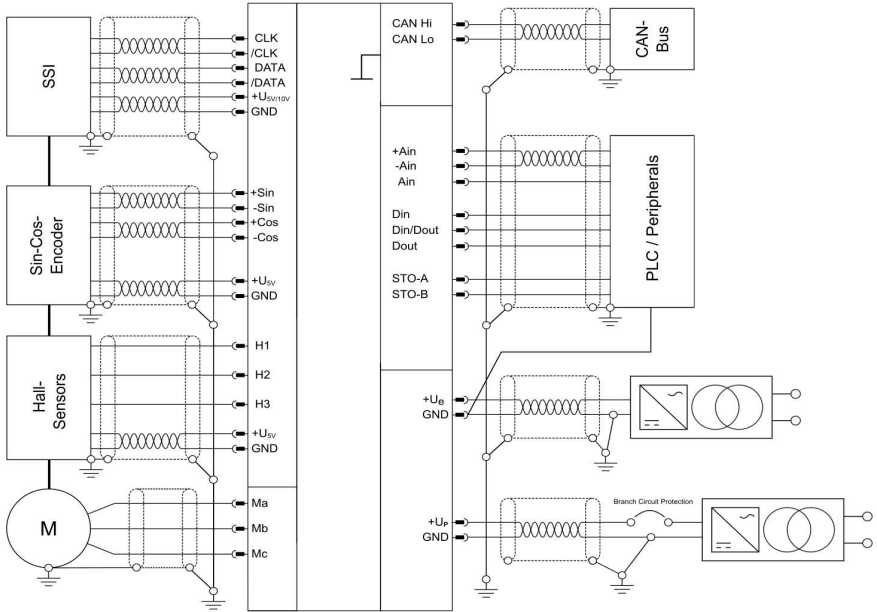 SSI
CLK
/CLK
DATA
/DATA
+U5V/10V
GND
Sin-Cos-
Encoder
+Sin
-Sin
+Cos
-Cos
+U5V
GND
Hall-
Sensors
H1
H2
H3
+U5V
GND
M
Ma
Mb
Mc
CAN Hi
CAN Lo
CAN-
Bus
+Ain
-Ain
Ain
Din
Din/Dout
Dout
STO-A
STO-B
PLC / Peripherals
+Ue
GND
Branch Circuit Protection
+UP
GND